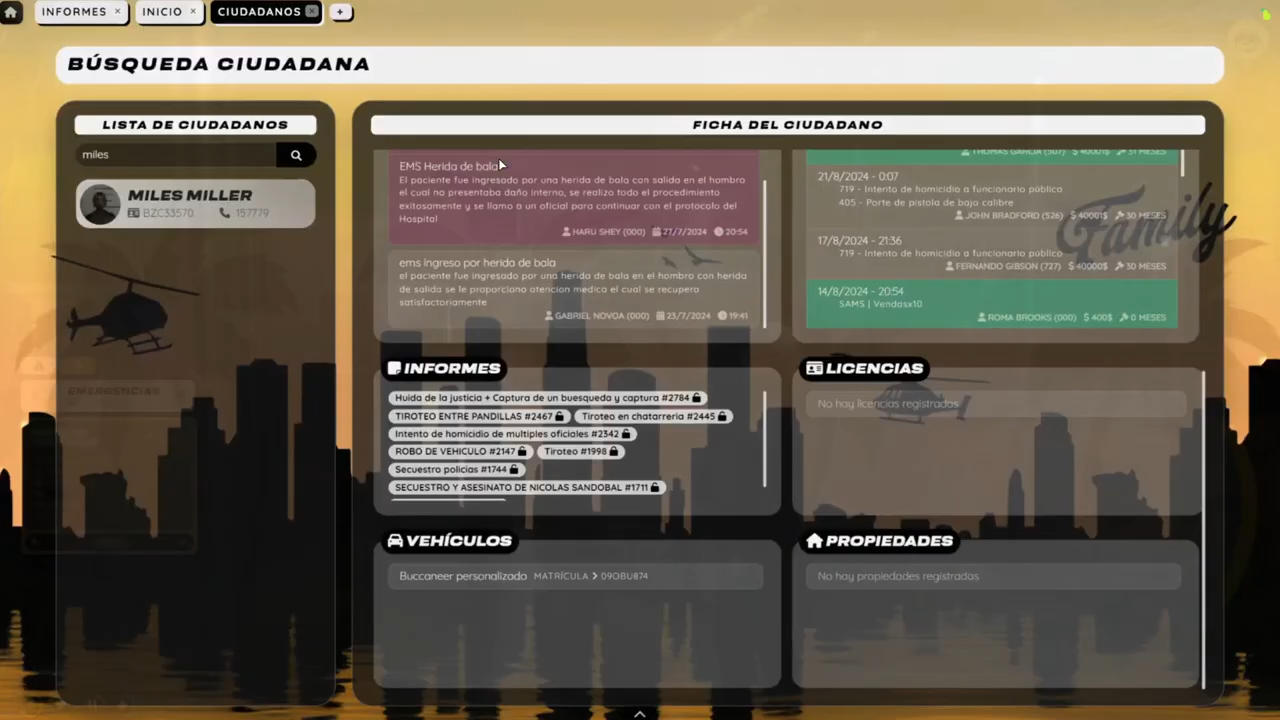 INFORMES ×
INICIO ×
CIUDADANOS ×
+
BÚSQUEDA CIUDADANA
LISTA DE CIUDADANOS
miles
MILES MILLER
BZC33570 157779
EMERGENCIAS
FICHA DEL CIUDADANO
EMS Herida de bala
El paciente fue ingresado por una herida de bala con salida en el hombro
el cual no presentaba daño interno, se realizo todo el procedimiento
exitosamente y se llamo a un oficial para continuar con el protocolo del
Hospital
HARU SHEY (000) 27/7/2024 20:54
ems ingreso por herida de bala
el paciente fue ingresado por una herida de bala en el hombro con herida
de salida se le proporciono atencion medica el cual se recupera
satisfactoriamente
GABRIEL NOVOA (000) 23/7/2024 19:41
THOMAS GARCIA (507) $ 40001$ 31 MESES
21/8/2024 - 0:07
719 - Intento de homicidio a funcionario público
405 - Porte de pistola de bajo calibre
JOHN BRADFORD (526) $ 40001$ 30 MESES
17/8/2024 - 21:36
719 - Intento de homicidio a funcionario público
FERNANDO GIBSON (727) $ 40000$ 30 MESES
14/8/2024 - 20:54
SAMS | Vendasx10
ROMA BROOKS (000) $ 400$ 0 MESES
Family
INFORMES
Huida de la justicia + Captura de un buesqueda y captura #2784
TIROTEO ENTRE PANDILLAS #2467 Tiroteo en chatarreria #2445
Intento de homicidio de multiples oficiales #2342
ROBO DE VEHICULO #2147 Tiroteo #1998
Secuestro policias #1744
SECUESTRO Y ASESINATO DE NICOLAS SANDOBAL #1711
LICENCIAS
No hay licencias registradas
VEHÍCULOS
Buccaneer personalizado MATRÍCULA > 09OBU874
PROPIEDADES
No hay propiedades registradas